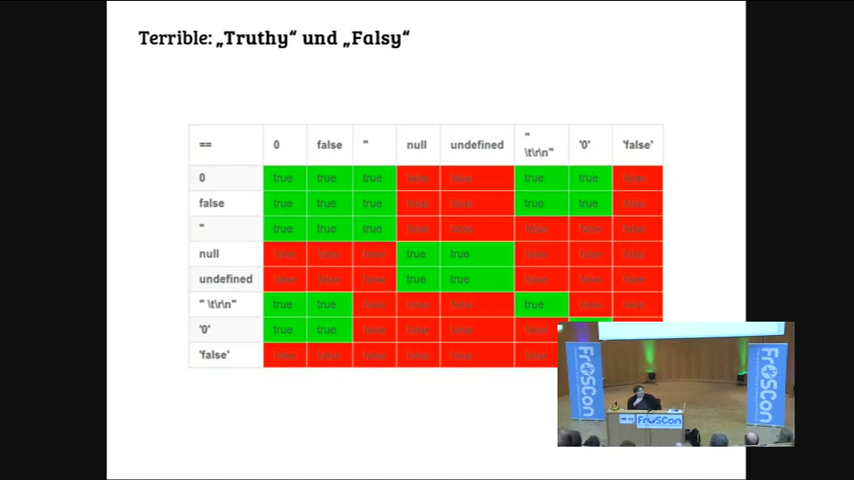 Terrible: „Truthy“ und „Falsy“
== 0 false '' null undefined " \t\r\n" '0' 'false'
0 true true true false false true true false
false true true true false false true true false
'' true true true false false false false false
null false false false true true false false false
undefined false false false true true false false false
" \t\r\n" true true false false false true false false
'0' true true false false false false
'false' false false false false false false
FrOSCon
FrOSCon
FrOSCon